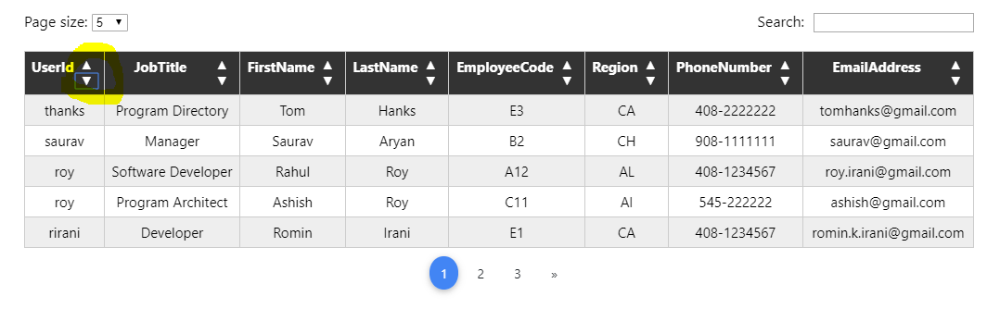 Page size: 5 ▼ Search:
UserId ▲▼ JobTitle ▲▼ FirstName ▲▼ LastName ▲▼ EmployeeCode ▲▼ Region ▲▼ PhoneNumber ▲▼ EmailAddress ▲▼
thanks Program Directory Tom Hanks E3 CA 408-2222222 tomhanks@gmail.com
saurav Manager Saurav Aryan B2 CH 908-1111111 saurav@gmail.com
roy Software Developer Rahul Roy A12 AL 408-1234567 roy.irani@gmail.com
roy Program Architect Ashish Roy C11 AI 545-222222 ashish@gmail.com
rirani Developer Romin Irani E1 CA 408-1234567 romin.k.irani@gmail.com
1 2 3 »